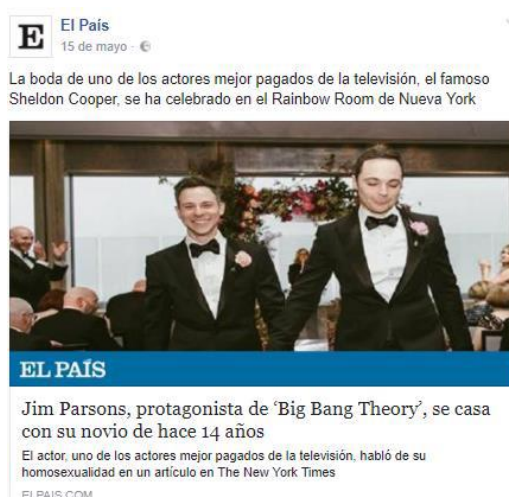 E
El País
15 de mayo ·
La boda de uno de los actores mejor pagados de la televisión, el famoso
Sheldon Cooper, se ha celebrado en el Rainbow Room de Nueva York
EL PAÍS
Jim Parsons, protagonista de ‘Big Bang Theory’, se casa
con su novio de hace 14 años
El actor, uno de los actores mejor pagados de la televisión, habló de su
homosexualidad en un artículo en The New York Times
ELPAIS.COM